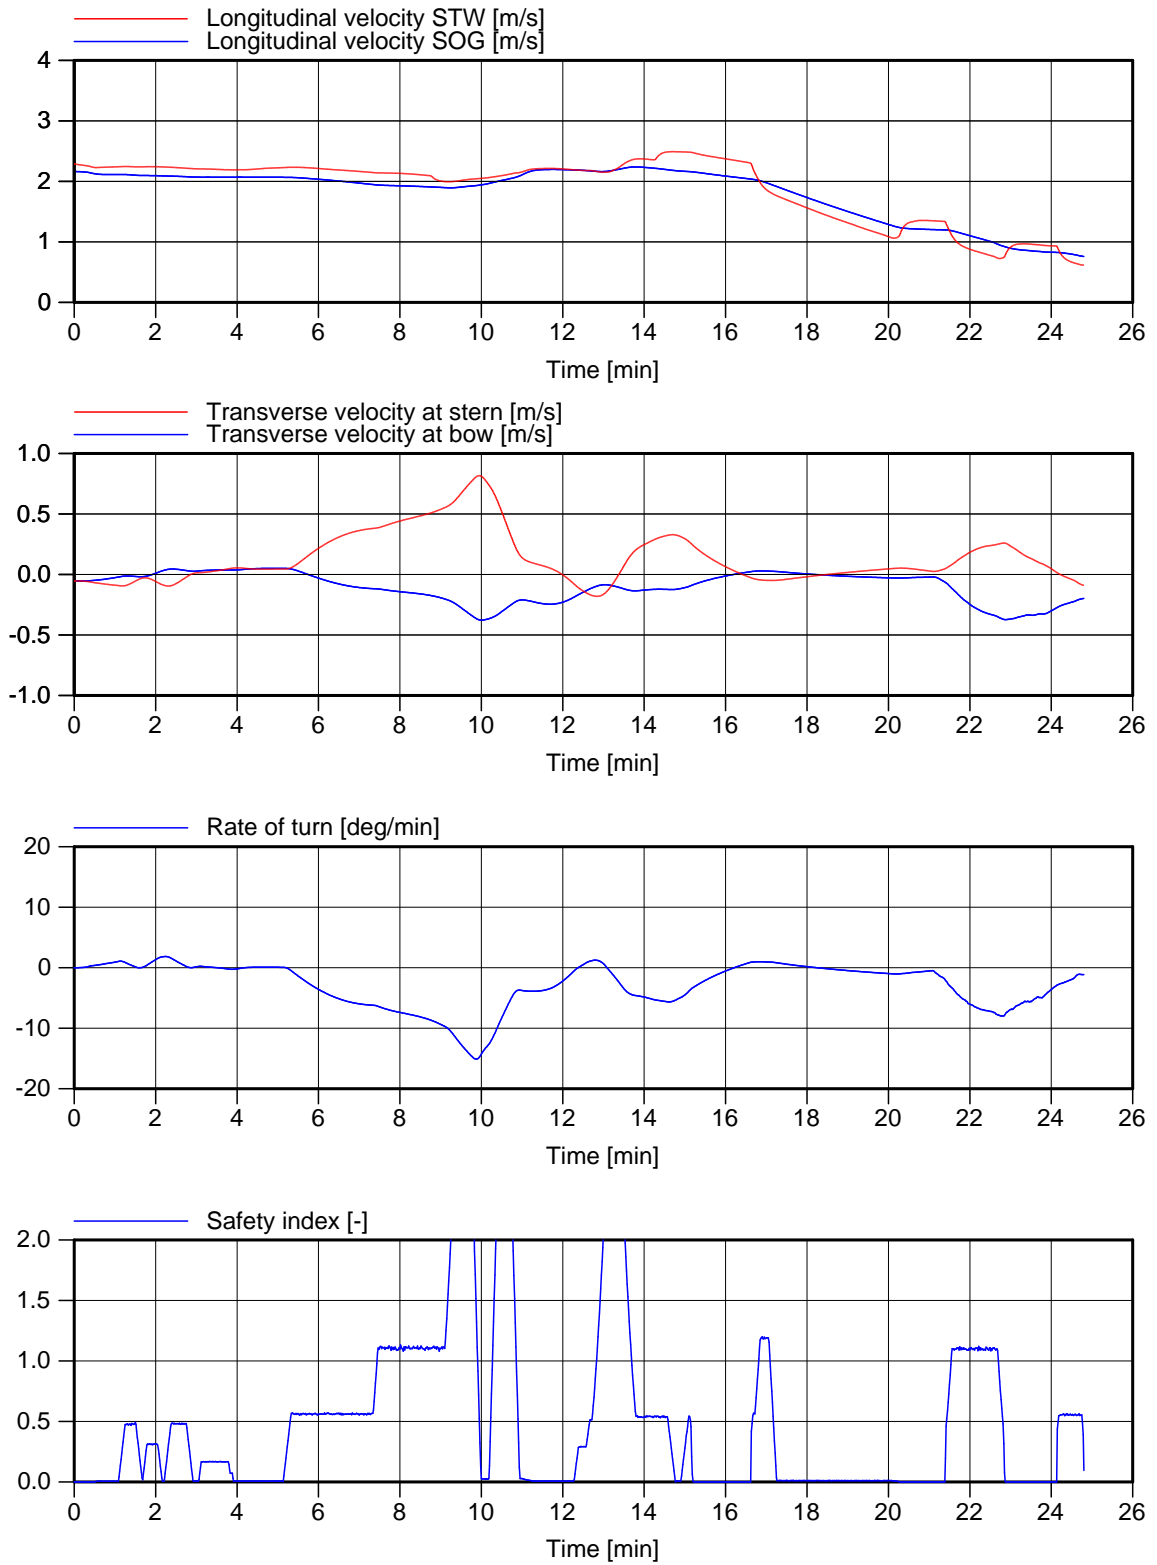 Longitudinal velocity STW [m/s]
Longitudinal velocity SOG [m/s]
4
3
2
1
0
0 2 4 6 8 10 12 14 16 18 20 22 24 26
Time [min]
Transverse velocity at stern [m/s]
Transverse velocity at bow [m/s]
1.0
0.5
0.0
-0.5
-1.0
0 2 4 6 8 10 12 14 16 18 20 22 24 26
Time [min]
Rate of turn [deg/min]
20
10
0
-10
-20
0 2 4 6 8 10 12 14 16 18 20 22 24 26
Time [min]
Safety index [-]
2.0
1.5
1.0
0.5
0.0
0 2 4 6 8 10 12 14 16 18 20 22 24 26
Time [min]